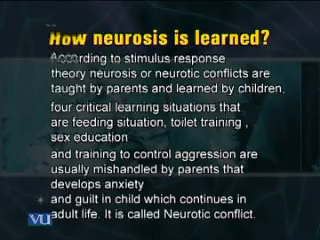 How neurosis is learned?
According to stimulus response
theory neurosis or neurotic conflicts are
taught by parents and learned by children,
four critical learning situations that
are feeding situation, toilet training ,
sex education
and training to control aggression are
usually mishandled by parents that
develops anxiety
and guilt in child which continues in
adult life. It is called Neurotic conflict.
VU